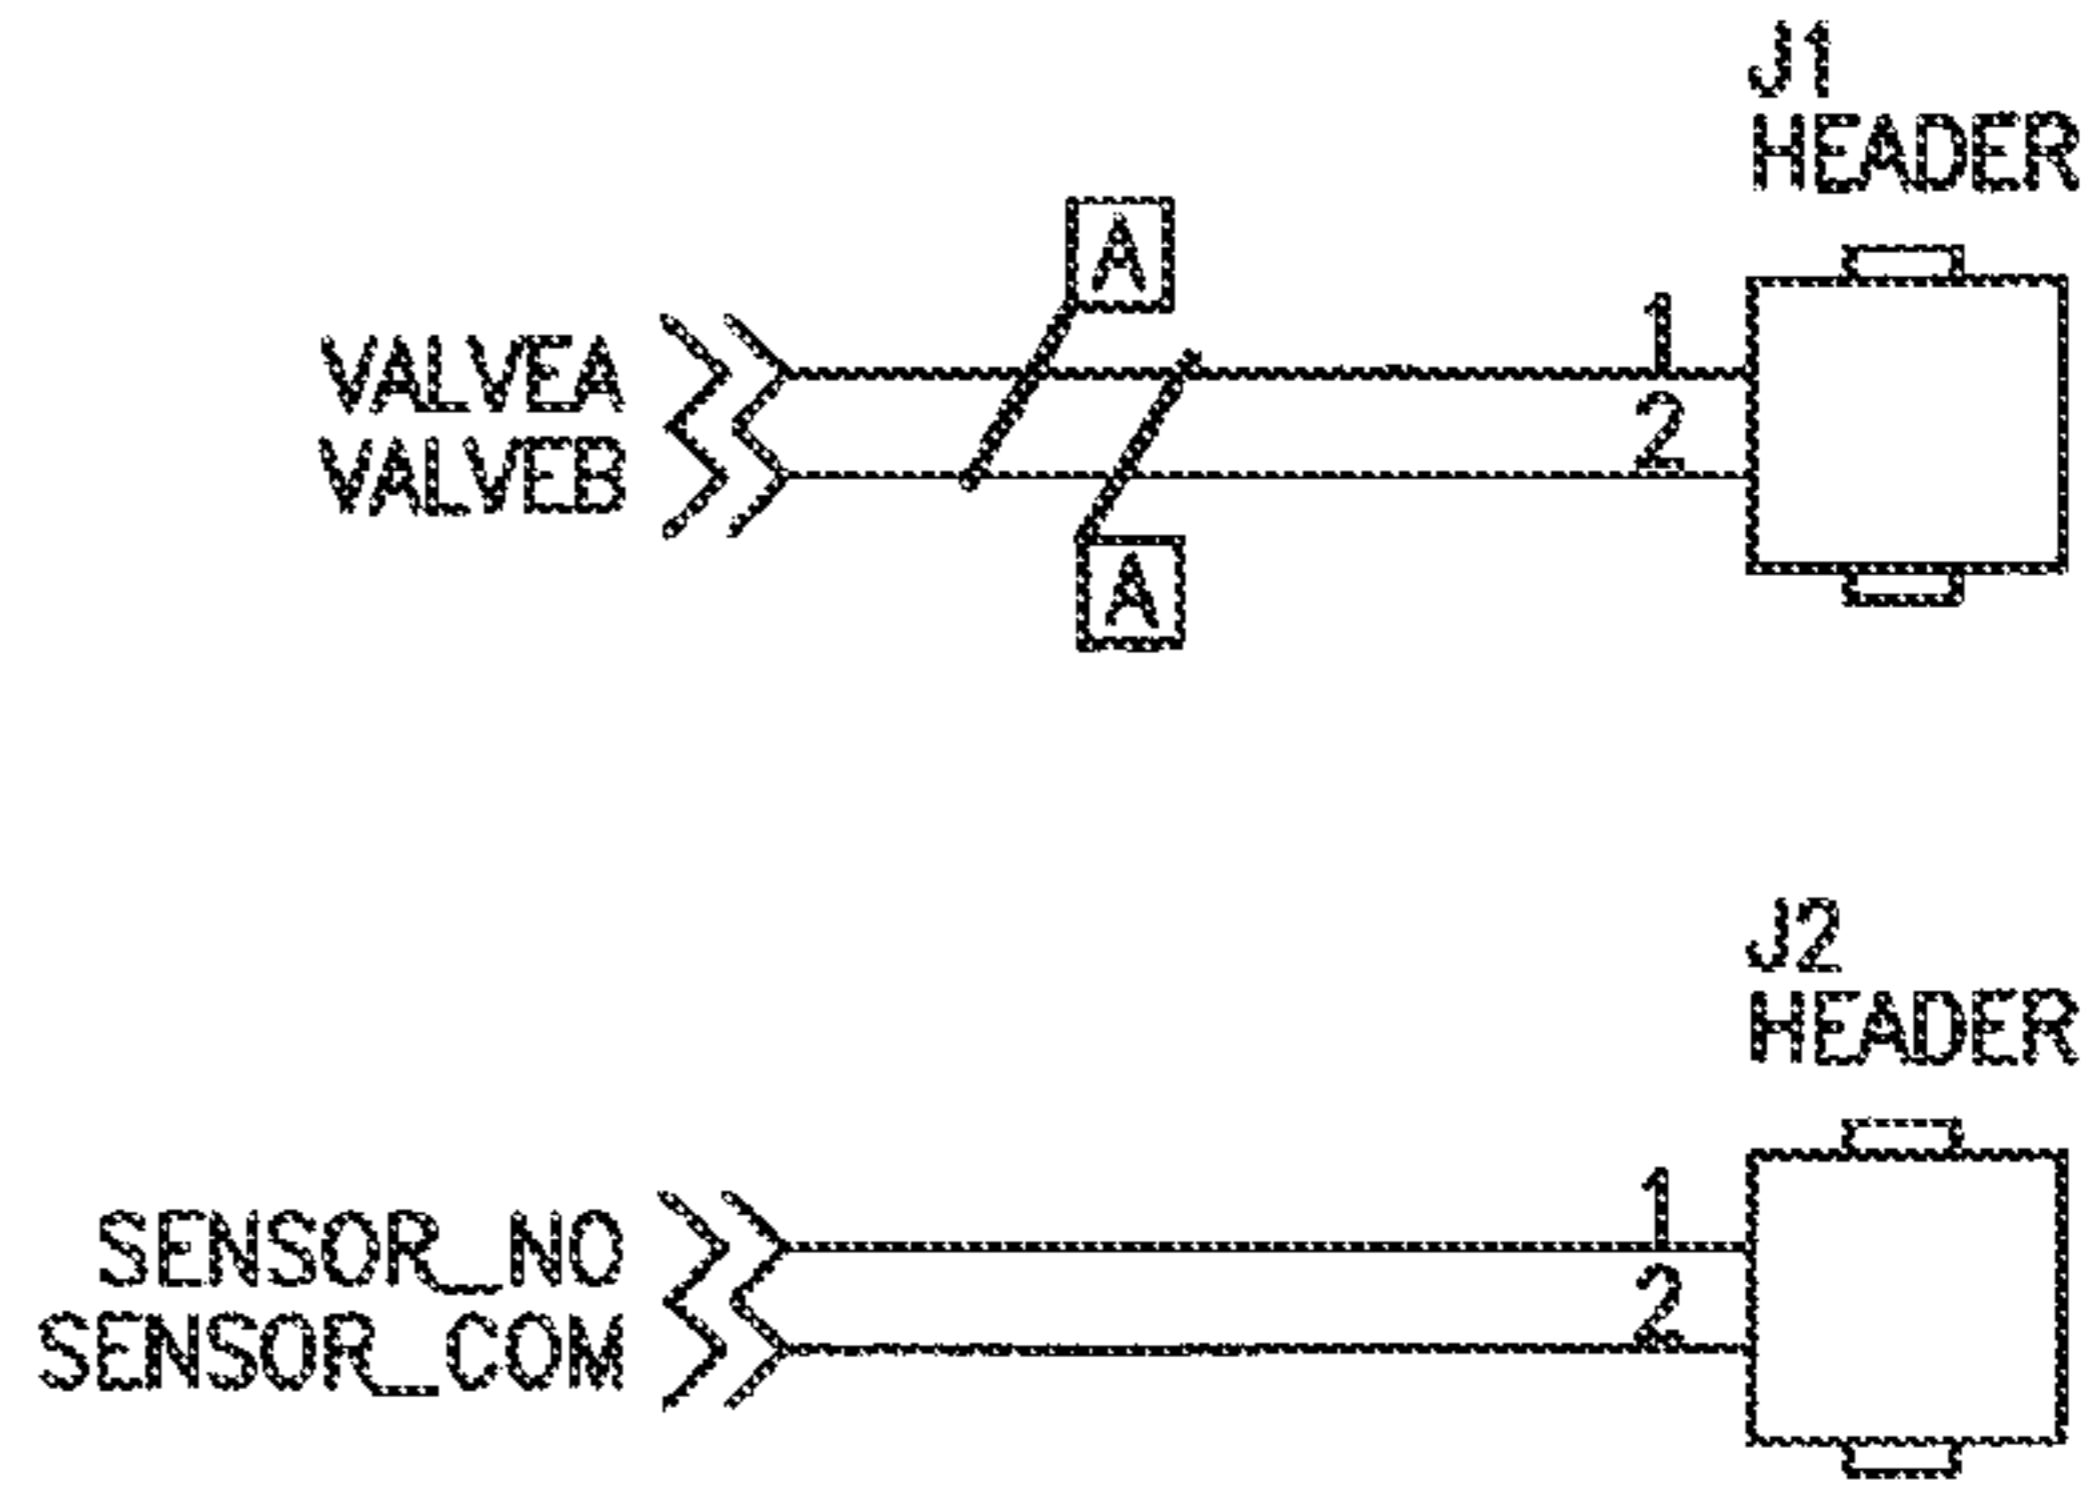 J1
HEADER
A
1
VALVEA
2
VALVEB
A
J2
HEADER
1
SENSOR_NO
2
SENSOR_COM